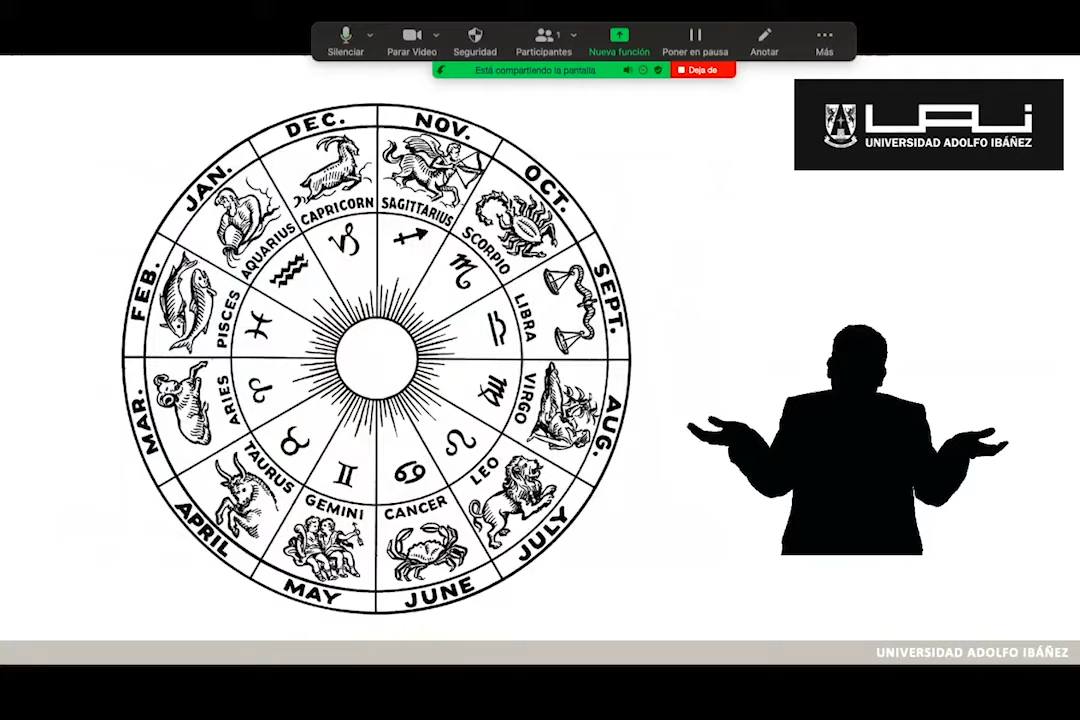 Silenciar
Parar Video
Seguridad
1
Participantes
Nueva función
Poner en pausa
Anotar
Más
Está compartiendo la pantalla
Deja de
UAI
UNIVERSIDAD ADOLFO IBÁÑEZ
DEC.
NOV.
OCT.
SEPT.
AUG.
JULY
JUNE
MAY
APRIL
MAR.
FEB.
JAN.
CAPRICORN
SAGITTARIUS
SCORPIO
LIBRA
VIRGO
LEO
CANCER
GEMINI
TAURUS
ARIES
PISCES
AQUARIUS
UNIVERSIDAD ADOLFO IBÁÑEZ